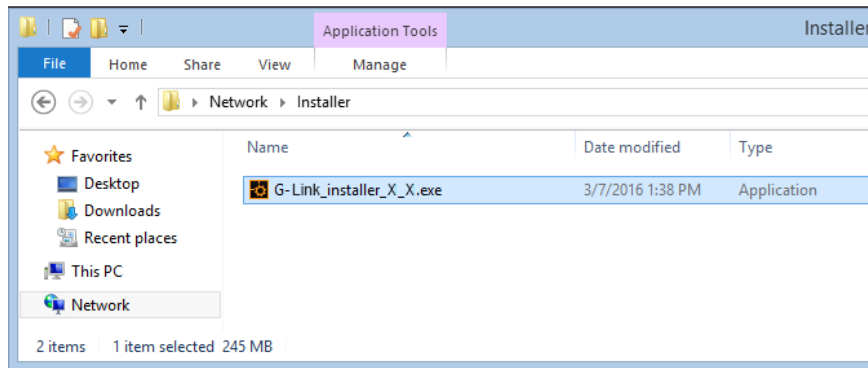 Application Tools Installer
File Home Share View Manage
Network Installer
Name Date modified Type
Favorites
Desktop
Downloads
Recent places
This PC
Network
G-Link_installer_X_X.exe 3/7/2016 1:38 PM Application
2 items 1 item selected 245 MB